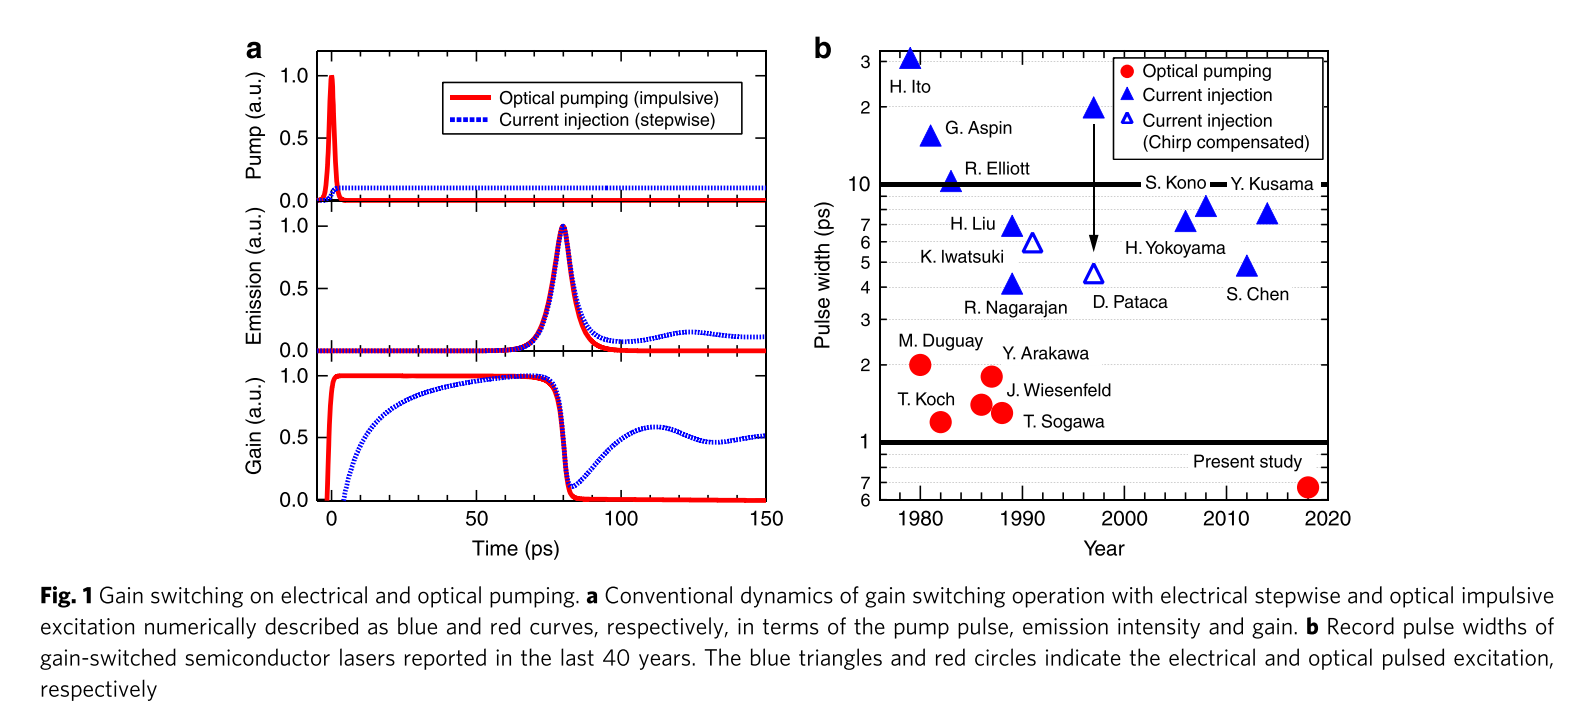 a
Pump (a.u.)
1.0
0.5
0.0
Optical pumping (impulsive)
Current injection (stepwise)
Emission (a.u.)
1.0
0.5
0.0
Gain (a.u.)
1.0
0.5
0.0
0 50 100 150
Time (ps)
b
Pulse width (ps)
3
2
10
7
6
5
4
3
2
1
7
6
Optical pumping
Current injection
Current injection
(Chirp compensated)
H. Ito
G. Aspin
R. Elliott
S. Kono
Y. Kusama
H. Liu
K. Iwatsuki
H. Yokoyama
R. Nagarajan
D. Pataca
S. Chen
M. Duguay
Y. Arakawa
T. Koch
J. Wiesenfeld
T. Sogawa
Present study
1980 1990 2000 2010 2020
Year
Fig. 1 Gain switching on electrical and optical pumping. a Conventional dynamics of gain switching operation with electrical stepwise and optical impulsive
excitation numerically described as blue and red curves, respectively, in terms of the pump pulse, emission intensity and gain. b Record pulse widths of
gain-switched semiconductor lasers reported in the last 40 years. The blue triangles and red circles indicate the electrical and optical pulsed excitation,
respectively